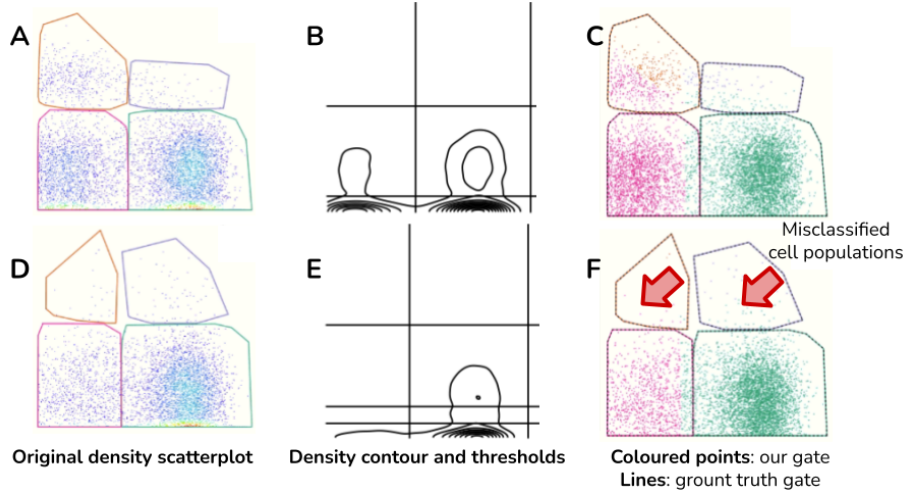 A
B
C
D
E
F
Misclassified
cell populations
Original density scatterplot
Density contour and thresholds
Coloured points: our gate
Lines: grount truth gate